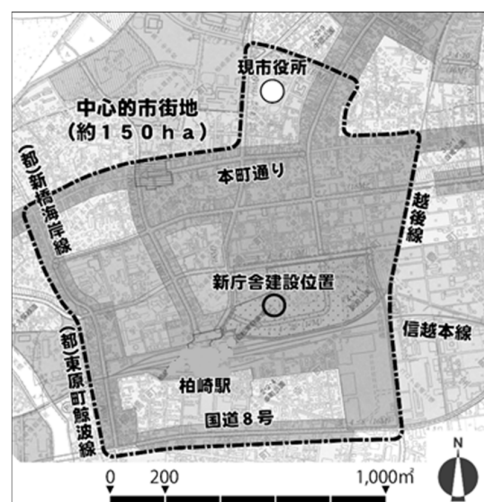 現市役所
中心的市街地
(約150ha)
本町通り
(都)新橋海岸線
越後線
新庁舎建設位置
信越本線
(都)東原町鯨波線
柏崎駅
国道8号
N
0 200 1,000㎡